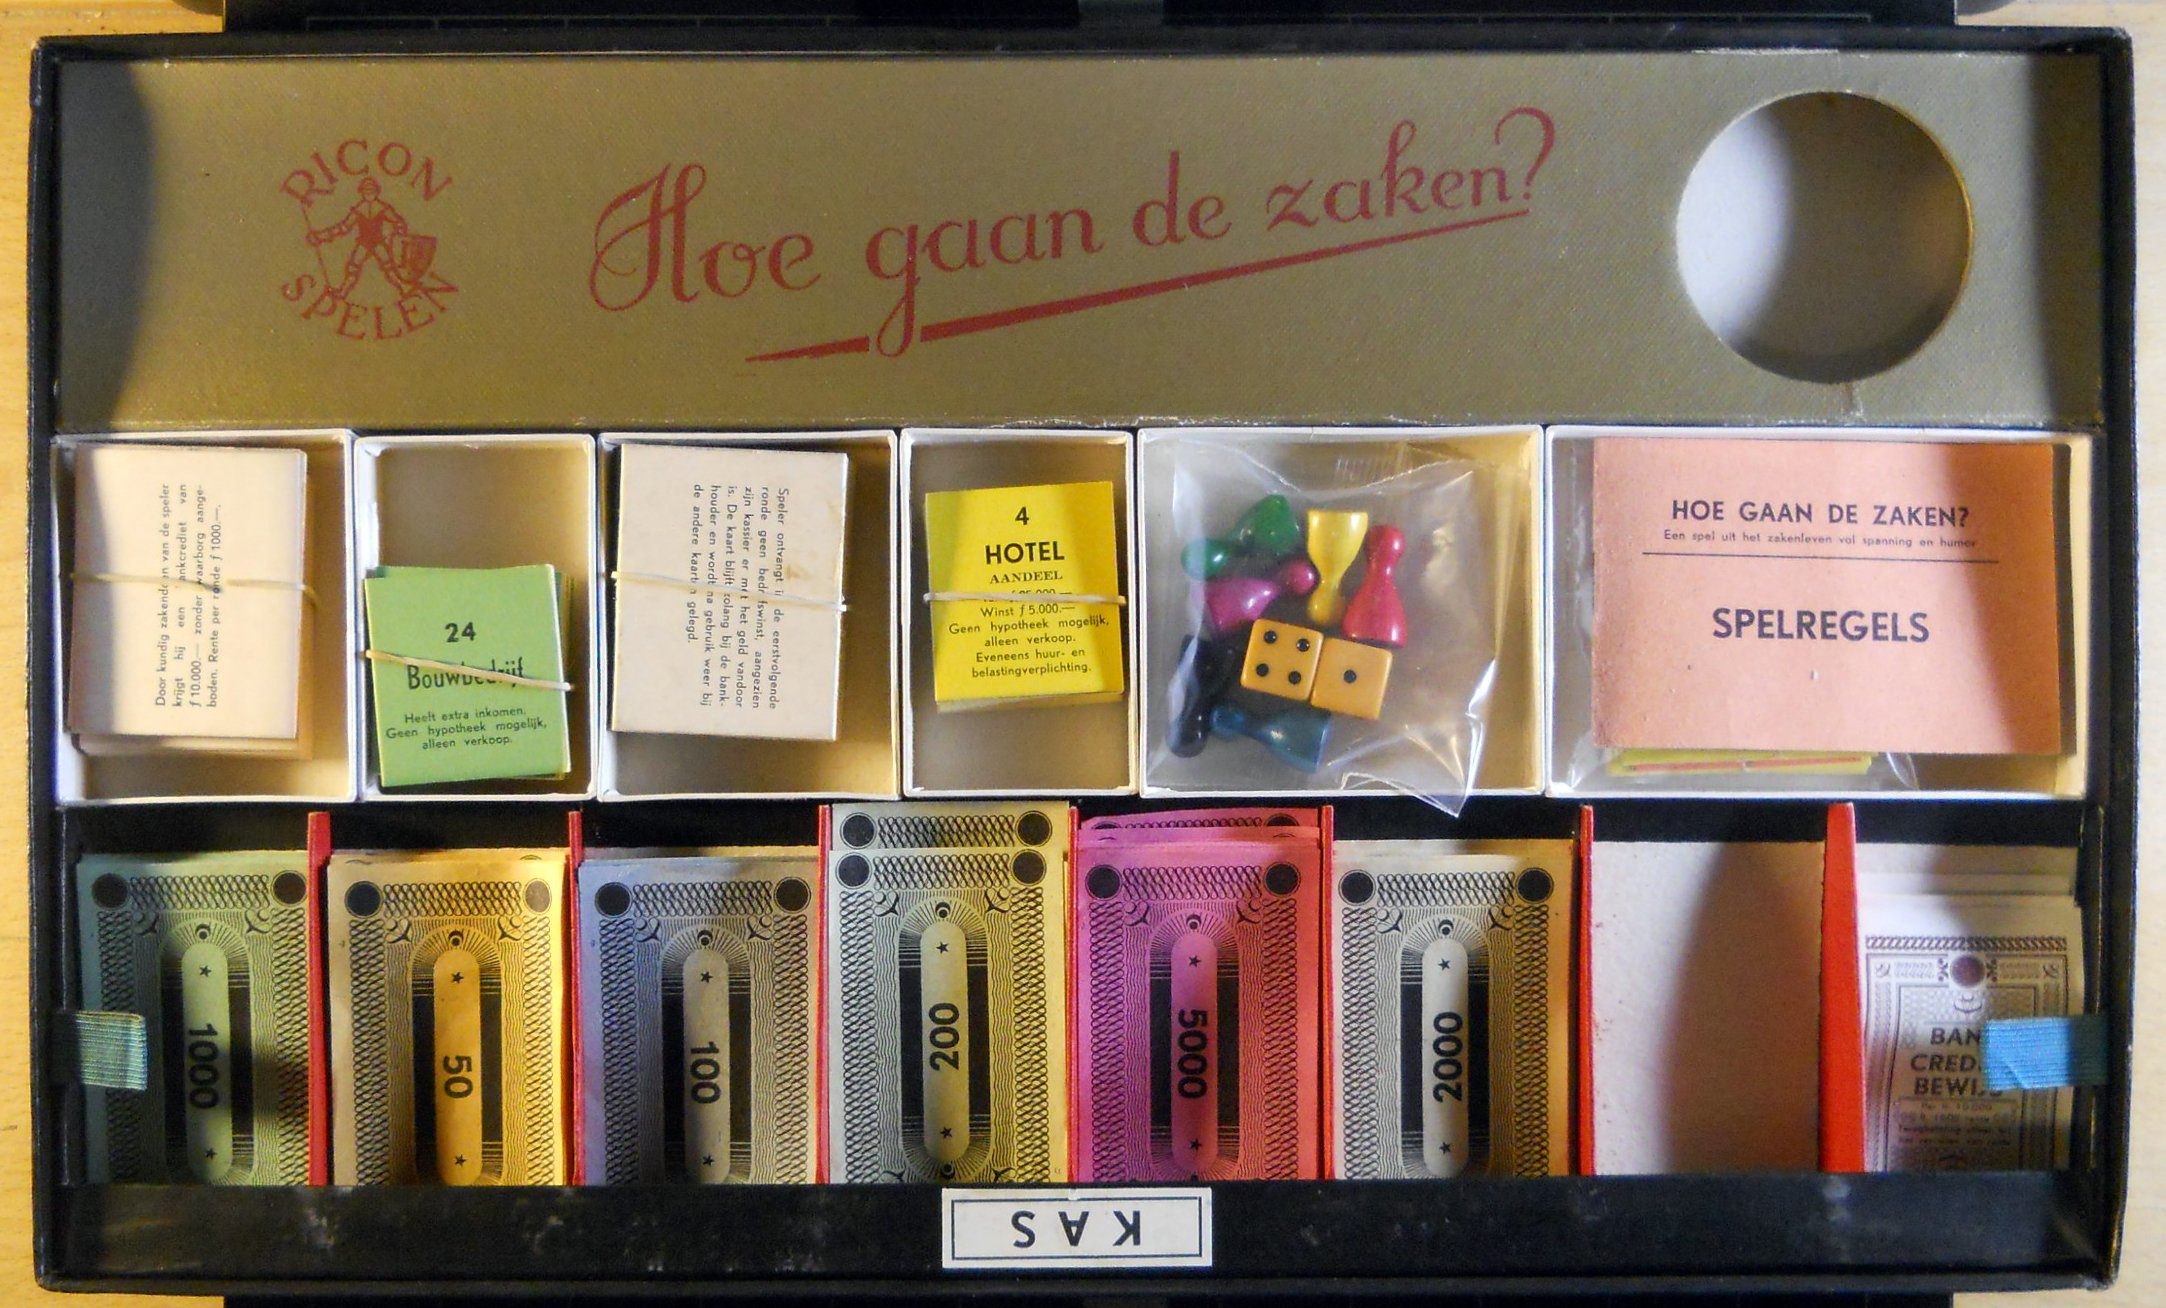 RICON
SPELEN
Hoe gaan de zaken?
Door kundig zakendoen van de speler
krijgt hij een bankcrediet van
f 10.000.— zonder waarborg aange-
boden. Rente per ronde f 1000.—.
24
Bouwbedrijf
Heeft extra inkomen.
Geen hypotheek mogelijk,
alleen verkoop.
Speler ontvangt in de eerstvolgende
ronde geen bedrijfswinst, aangezien
zijn kassier er met het geld vandoor
is. De kaart blijft zolang bij de bank-
houder en wordt na gebruik weer bij
de andere kaarten gelegd.
4
HOTEL
AANDEEL
Winst f 5.000.—
Geen hypotheek mogelijk,
alleen verkoop.
Eveneens huur- en
belastingverplichting.
HOE GAAN DE ZAKEN?
Een spel uit het zakenleven vol spanning en humor
SPELREGELS
1000
50
100
200
5000
2000
BANK
CREDIET
BEWIJS
KAS